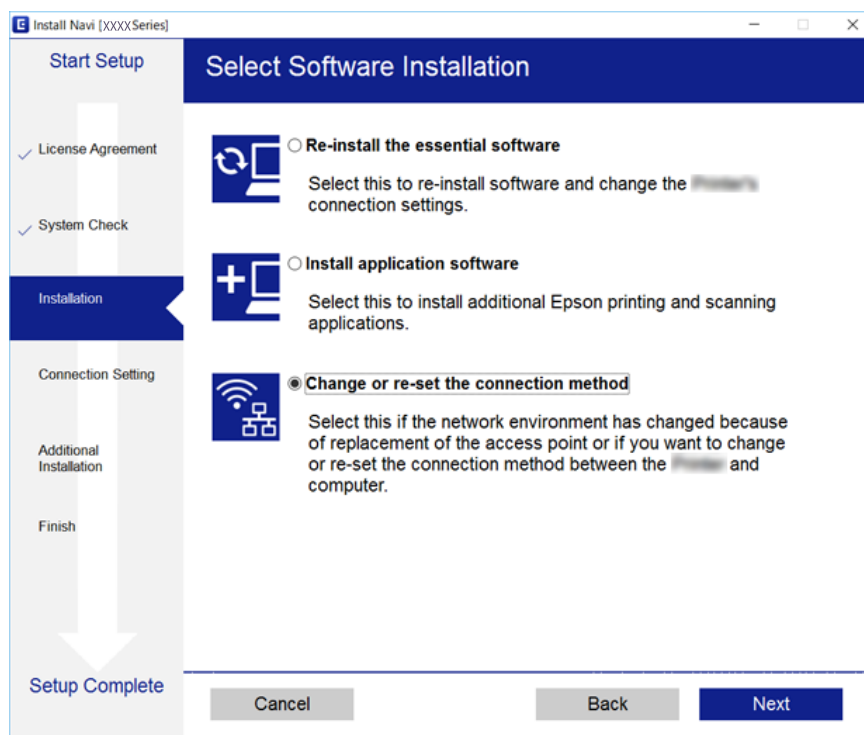 Install Navi [XXXX Series]
Start Setup
License Agreement
System Check
Installation
Connection Setting
Additional
Installation
Finish
Setup Complete
Select Software Installation
Re-install the essential software
Select this to re-install software and change the
connection settings.
Install application software
Select this to install additional Epson printing and scanning
applications.
Change or re-set the connection method
Select this if the network environment has changed because
of replacement of the access point or if you want to change
or re-set the connection method between the and
computer.
Cancel
Back
Next